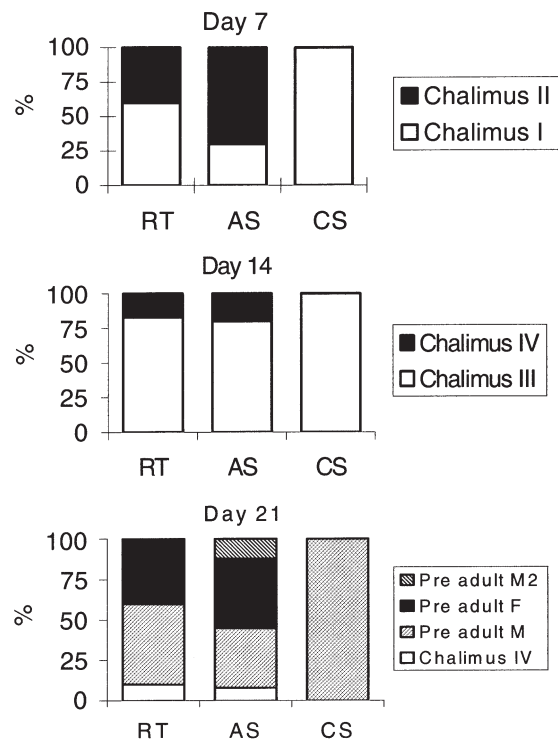 Day 7
100
75
50
25
0
%
RT AS CS
Chalimus II
Chalimus I
Day 14
100
75
50
25
0
%
RT AS CS
Chalimus IV
Chalimus III
Day 21
100
75
50
25
0
%
RT AS CS
Pre adult M2
Pre adult F
Pre adult M
Chalimus IV